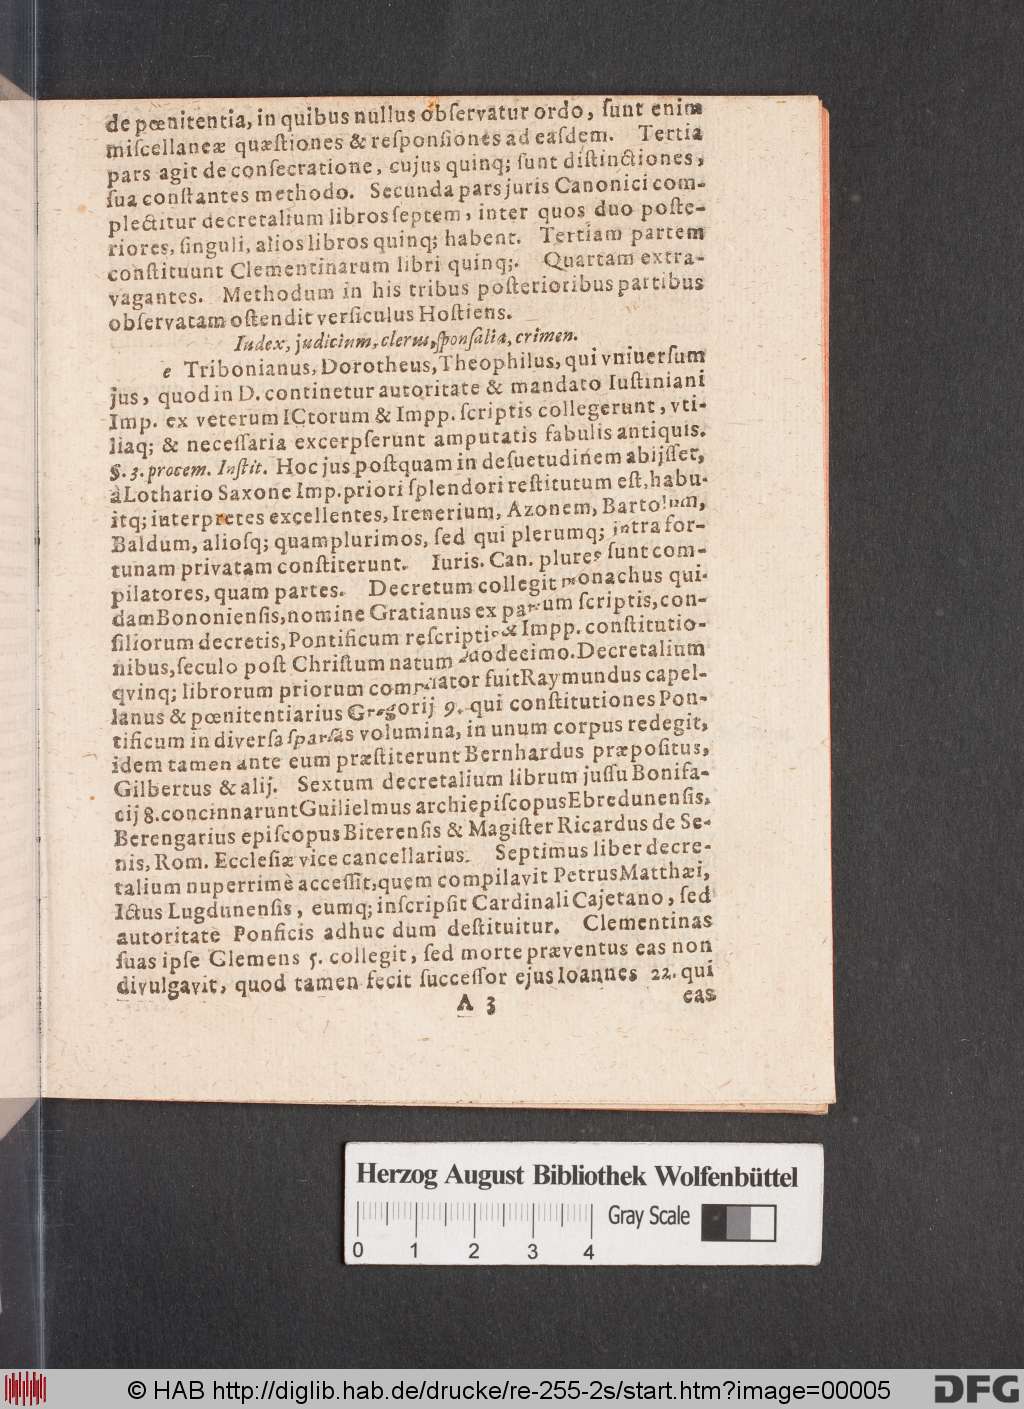 de pœnitentia, in quibus nullus obſervatur ordo, ſunt enim
miſcellaneæ quæſtiones & reſponſiones ad eaſdem. Tertia
pars agit de conſecratione, cujus quinq; ſunt diſtinctiones,
ſua conſtantes methodo. Secunda pars juris Canonici com-
plectitur decretalium libros ſeptem, inter quos duo poſte-
riores, ſinguli, alios libros quinq; habent. Tertiam partem
conſtituunt Clementinarum libri quinq;. Quartam extra-
vagantes. Methodum in his tribus poſterioribus partibus
obſervatam oſtendit verſiculus Hoſtiens.
Iudex, judicium, clerus, ſponſalia, crimen.
e Tribonianus, Dorotheus, Theophilus, qui vniuerſum
jus, quod in D. continetur autoritate & mandato Iuſtiniani
Imp. ex veterum ICtorum & Impp. ſcriptis collegerunt, vti-
liaq; & neceſſaria excerpſerunt amputatis fabulis antiquis.
§. 3. proœm. Inſtit. Hoc jus poſtquam in deſuetudinem abijſſet,
à Lothario Saxone Imp. priori ſplendori reſtitutum eſt, habu-
itq; interpretes excellentes, Irenerium, Azonem, Bartolum,
Baldum, alioſq; quamplurimos, ſed qui plerumq; intra for-
tunam privatam conſtiterunt. Iuris. Can. plures ſunt com-
pilatores, quam partes. Decretum collegit monachus qui-
dam Bononienſis, nomine Gratianus ex patrum ſcriptis, con-
ſiliorum decretis, Pontificum reſcriptis & Impp. conſtitutio-
nibus, ſeculo poſt Chriſtum natum duodecimo. Decretalium
qvinq; librorum priorum compilator fuit Raymundus capel-
lanus & pœnitentiarius Gregorij 9. qui conſtitutiones Pon-
tificum in diverſa ſparſas volumina, in unum corpus redegit,
idem tamen ante eum præſtiterunt Bernhardus præpoſitus,
Gilbertus & alij. Sextum decretalium librum juſſu Bonifa-
cij 8. concinnarunt Guilielmus archiepiſcopus Ebredunenſis,
Berengarius epiſcopus Biterenſis & Magiſter Ricardus de Se-
nis, Rom. Eccleſiæ vice cancellarius. Septimus liber decre-
talium nuperrimè acceſſit, quem compilavit Petrus Matthæi,
Ictus Lugdunenſis, eumq; inſcripſit Cardinali Cajetano, ſed
autoritate Ponficis adhuc dum deſtituitur. Clementinas
ſuas ipſe Clemens 5. collegit, ſed morte præventus eas non
divulgavit, quod tamen fecit ſucceſſor ejus Ioannes 22. qui
A 3 eas
Herzog August Bibliothek Wolfenbüttel
0 1 2 3 4 Gray Scale
© HAB http://diglib.hab.de/drucke/re-255-2s/start.htm?image=00005 DFG